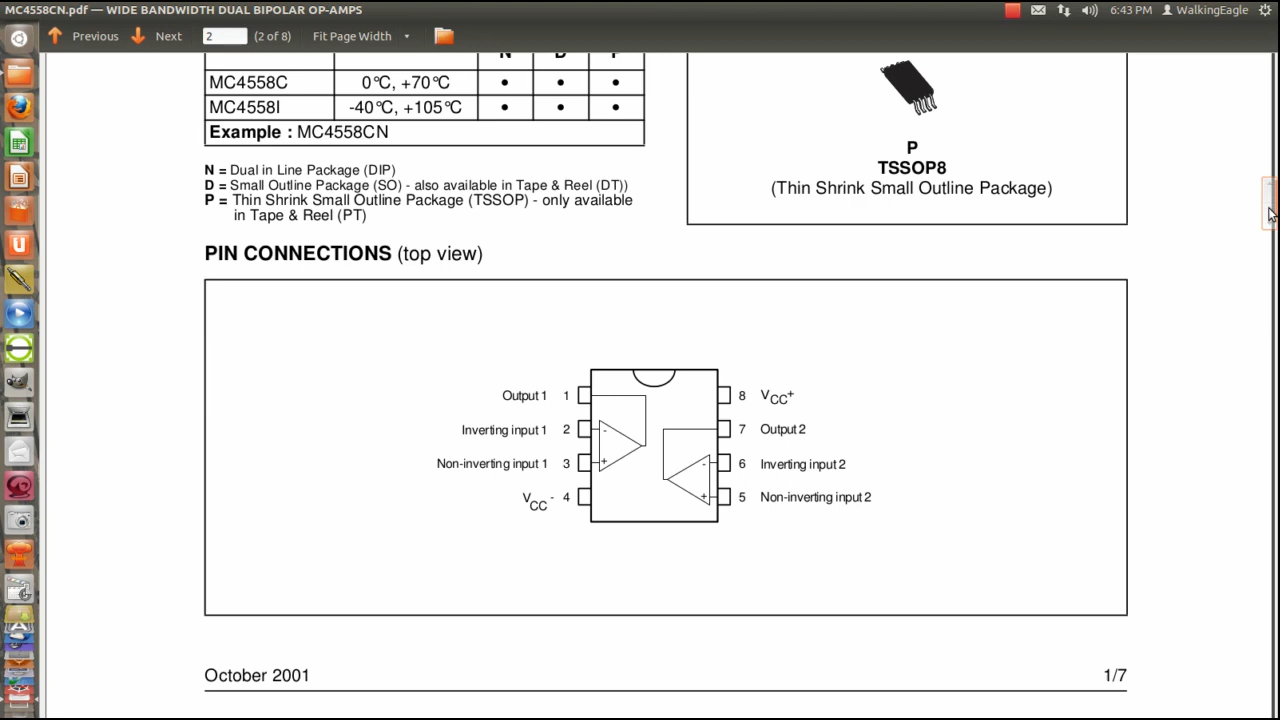 MC4558CN.pdf — WIDE BANDWIDTH DUAL BIPOLAR OP-AMPS
6:43 PM WalkingEagle
Previous Next 2 (2 of 8) Fit Page Width
N D P
MC4558C 0°C, +70°C • • •
MC4558I -40°C, +105°C • • •
Example : MC4558CN
N = Dual in Line Package (DIP)
D = Small Outline Package (SO) - also available in Tape & Reel (DT))
P = Thin Shrink Small Outline Package (TSSOP) - only available
in Tape & Reel (PT)
P
TSSOP8
(Thin Shrink Small Outline Package)
PIN CONNECTIONS (top view)
Output 1 1 8 VCC+
Inverting input 1 2 - 7 Output 2
Non-inverting input 1 3 + - 6 Inverting input 2
VCC - 4 + 5 Non-inverting input 2
October 2001 1/7